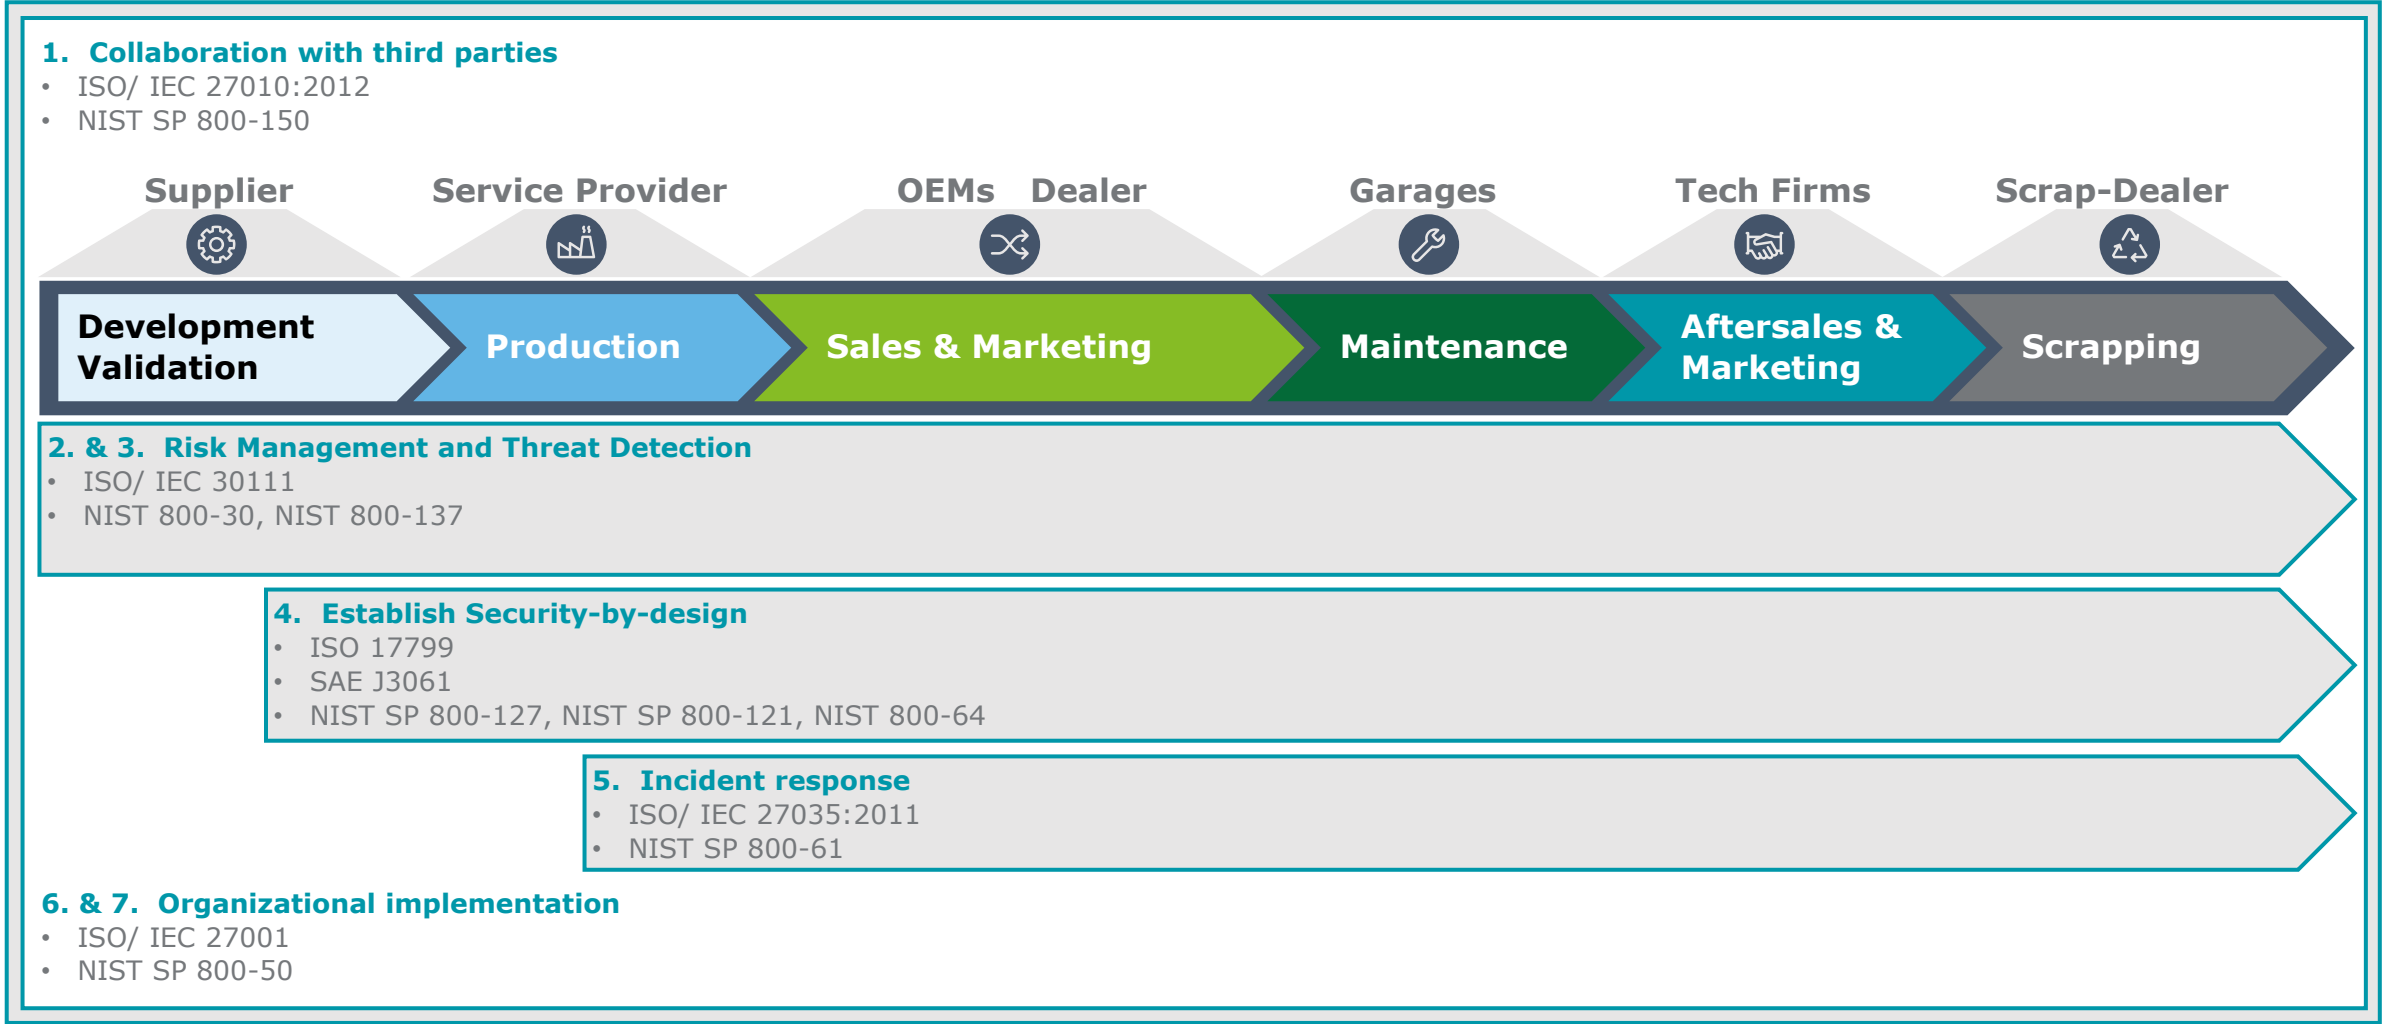 1. Collaboration with third parties
• ISO/ IEC 27010:2012
• NIST SP 800-150
Supplier
Service Provider
OEMs Dealer
Garages
Tech Firms
Scrap-Dealer
Development
Validation
Production
Sales & Marketing
Maintenance
Aftersales &
Marketing
Scrapping
2. & 3. Risk Management and Threat Detection
• ISO/ IEC 30111
• NIST 800-30, NIST 800-137
4. Establish Security-by-design
• ISO 17799
• SAE J3061
• NIST SP 800-127, NIST SP 800-121, NIST 800-64
5. Incident response
• ISO/ IEC 27035:2011
• NIST SP 800-61
6. & 7. Organizational implementation
• ISO/ IEC 27001
• NIST SP 800-50